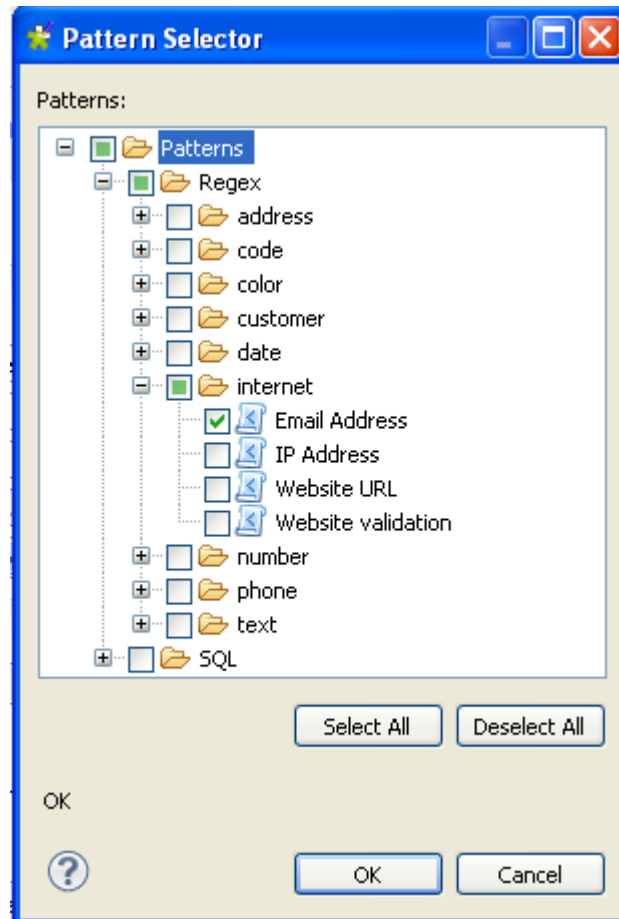 Pattern Selector
Patterns:
Patterns
Regex
address
code
color
customer
date
internet
Email Address
IP Address
Website URL
Website validation
number
phone
text
SQL
Select All Deselect All
OK
OK Cancel